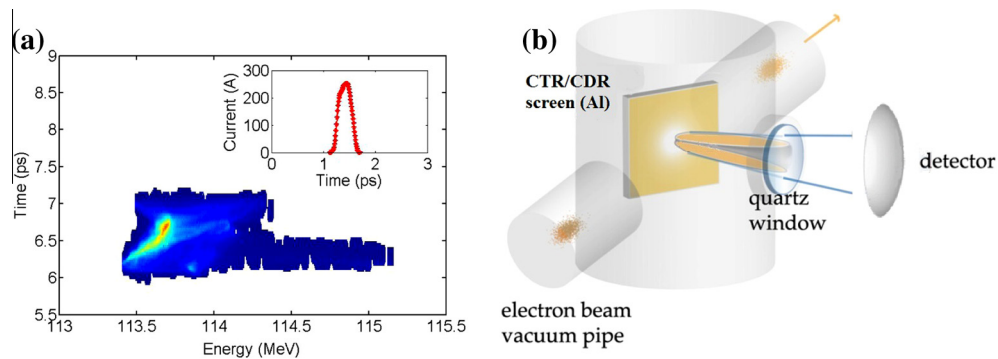 (a)
9
8.5
8
7.5
7
6.5
6
5.5
Time (ps)
113
113.5
114
114.5
115
115.5
Energy (MeV)
300
200
100
0
Current (A)
0
1
2
3
Time (ps)
(b)
CTR/CDR
screen (Al)
detector
quartz
window
electron beam
vacuum pipe